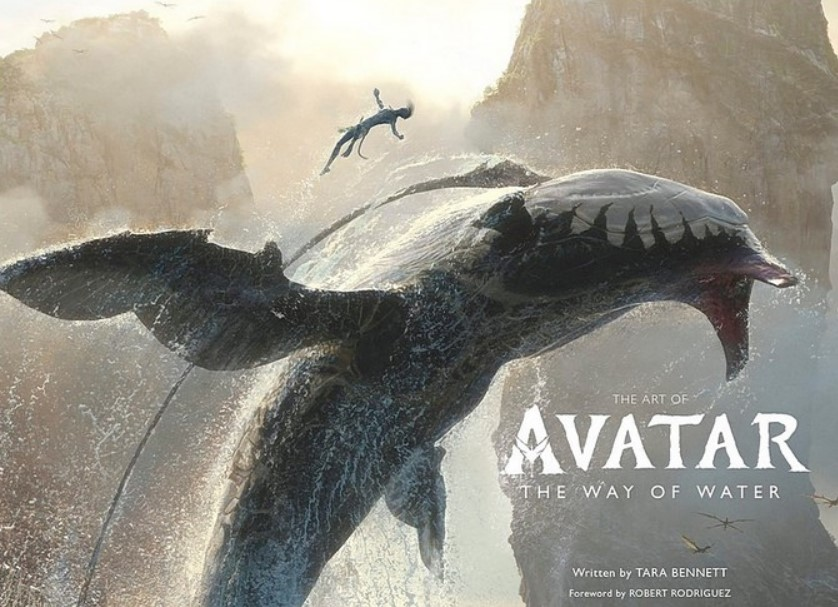 THE ART OF
AVATAR
THE WAY OF WATER
Written by TARA BENNETT
Foreword by ROBERT RODRIGUEZ